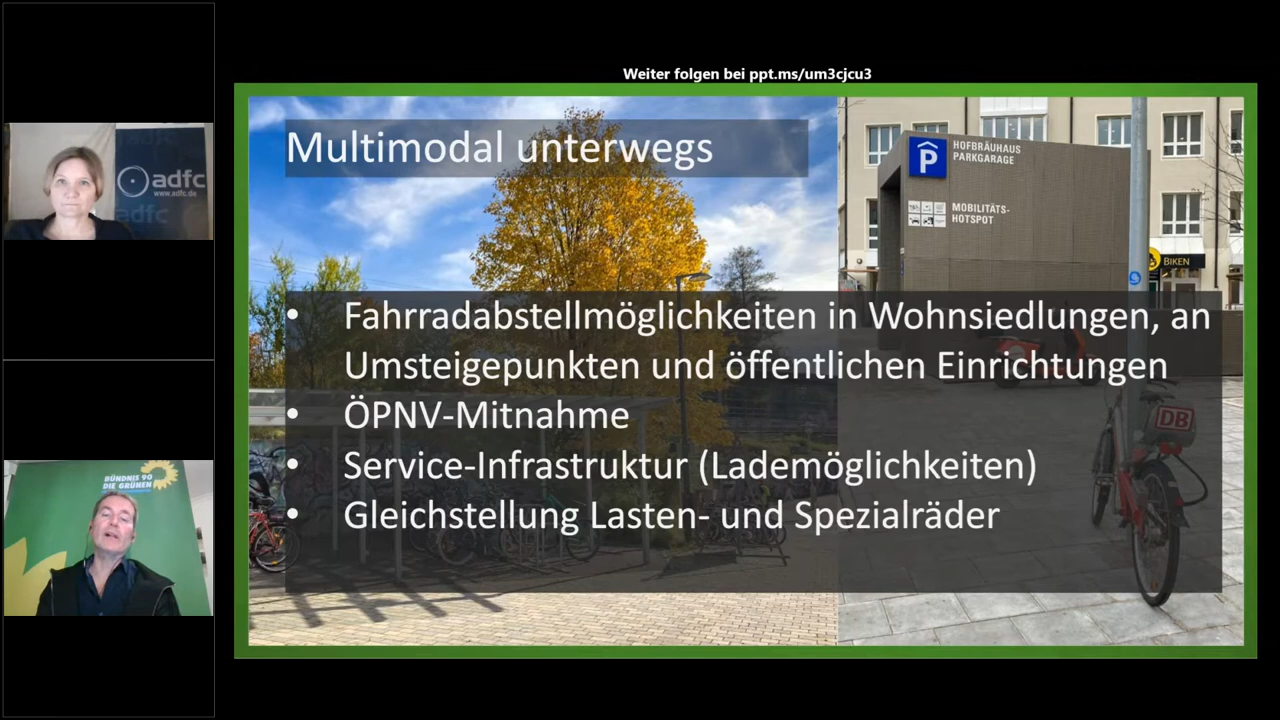 Weiter folgen bei ppt.ms/um3cjcu3
Multimodal unterwegs
HOFBRÄUHAUS
PARKGARAGE
P
MOBILITÄTS-
HOTSPOT
BIKEN
• Fahrradabstellmöglichkeiten in Wohnsiedlungen, an
Umsteigepunkten und öffentlichen Einrichtungen
• ÖPNV-Mitnahme
• Service-Infrastruktur (Lademöglichkeiten)
• Gleichstellung Lasten- und Spezialräder
DB
adfc
www.adfc.de
adfc
BÜNDNIS 90
DIE GRÜNEN